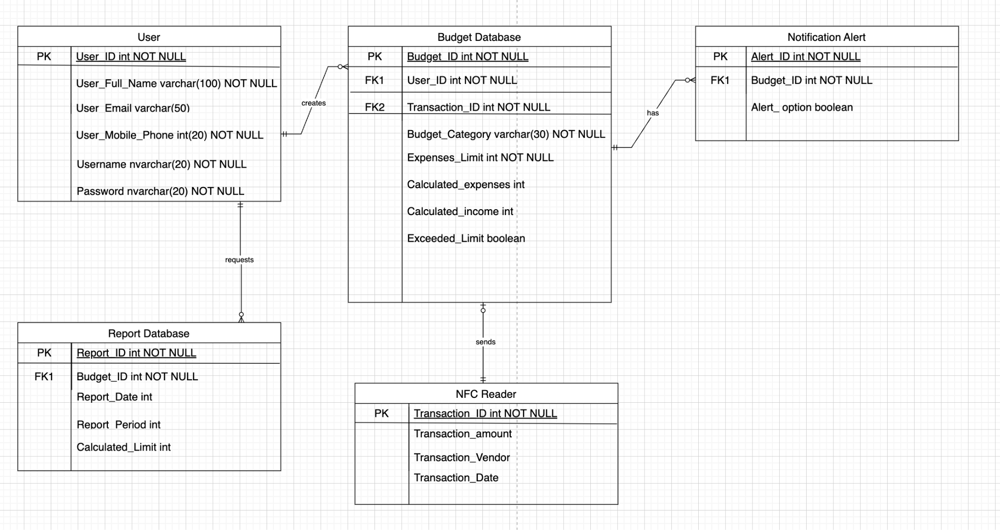 User
PK User_ID int NOT NULL
User_Full_Name varchar(100) NOT NULL
User_Email varchar(50)
User_Mobile_Phone int(20) NOT NULL
Username nvarchar(20) NOT NULL
Password nvarchar(20) NOT NULL
creates
Budget Database
PK Budget_ID int NOT NULL
FK1 User_ID int NOT NULL
FK2 Transaction_ID int NOT NULL
Budget_Category varchar(30) NOT NULL
Expenses_Limit int NOT NULL
Calculated_expenses int
Calculated_income int
Exceeded_Limit boolean
has
Notification Alert
PK Alert_ID int NOT NULL
FK1 Budget_ID int NOT NULL
Alert_ option boolean
requests
Report Database
PK Report_ID int NOT NULL
FK1 Budget_ID int NOT NULL
Report_Date int
Report_Period int
Calculated_Limit int
sends
NFC Reader
PK Transaction_ID int NOT NULL
Transaction_amount
Transaction_Vendor
Transaction_Date